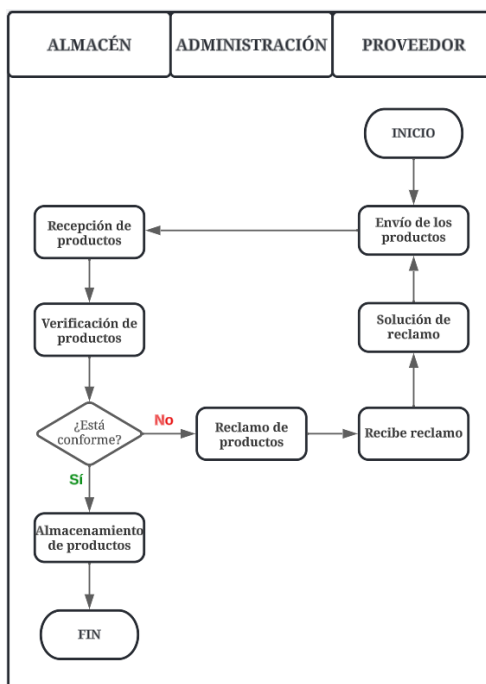 ALMACÉN
ADMINISTRACIÓN
PROVEEDOR
INICIO
Recepción de
productos
Envío de los
productos
Verificación de
productos
Solución de
reclamo
¿Está
conforme?
No
Reclamo de
productos
Recibe reclamo
Sí
Almacenamiento
de productos
FIN